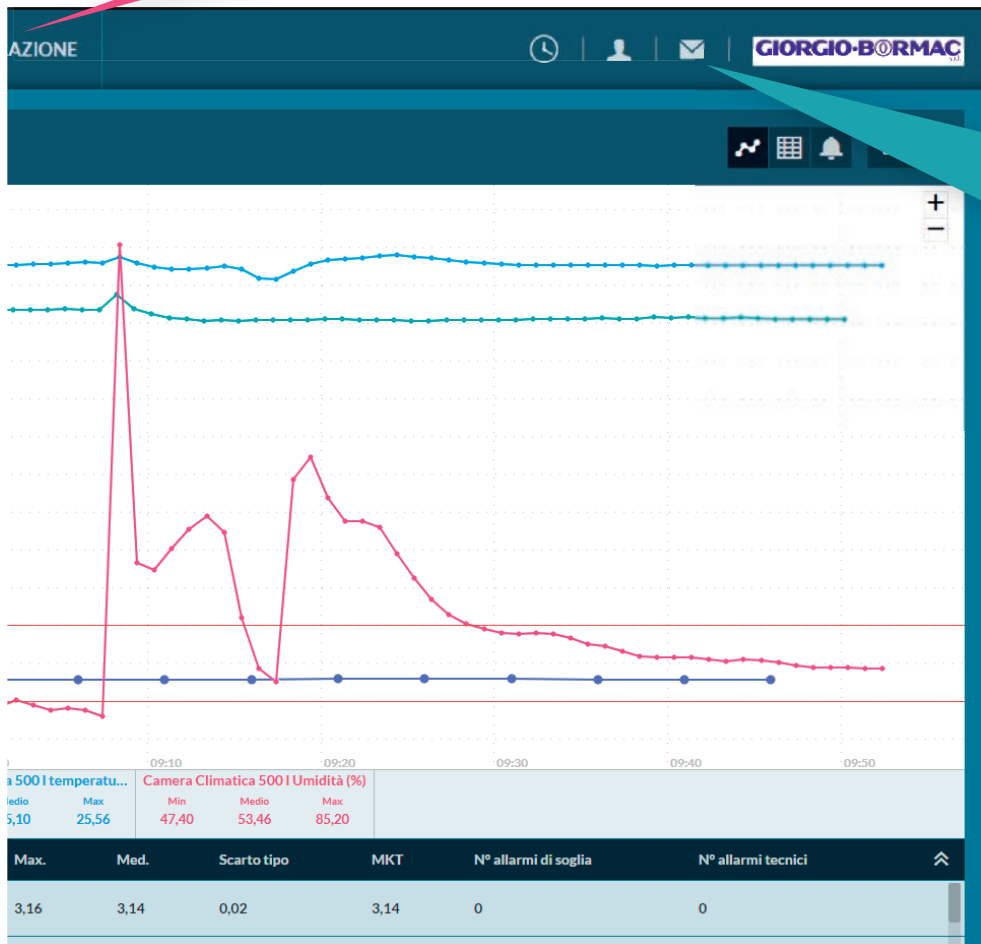 AZIONE
GIORGIO·BORMAC
s.r.l.
+
−
09:10 09:20 09:30 09:40 09:50
a 500 l temperatu... Camera Climatica 500 l Umidità (%)
Medio Max Min Medio Max
5,10 25,56 47,40 53,46 85,20
Max. Med. Scarto tipo MKT N° allarmi di soglia N° allarmi tecnici
3,16 3,14 0,02 3,14 0 0